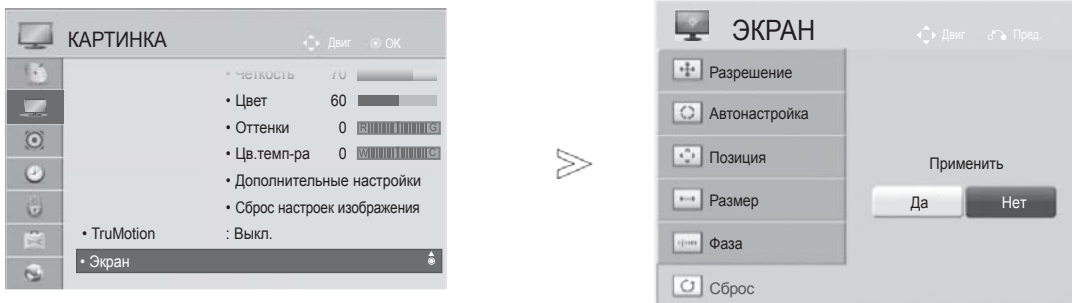 КАРТИНКА
Двиг ОК
• Четкость 70
• Цвет 60
• Оттенки 0 R G
• Цв.темп-ра 0 W C
• Дополнительные настройки
• Сброс настроек изображения
• TruMotion : Выкл.
• Экран
ЭКРАН
Двиг Пред.
Разрешение
Автонастройка
Позиция
Размер
Фаза
Сброс
Применить
Да Нет